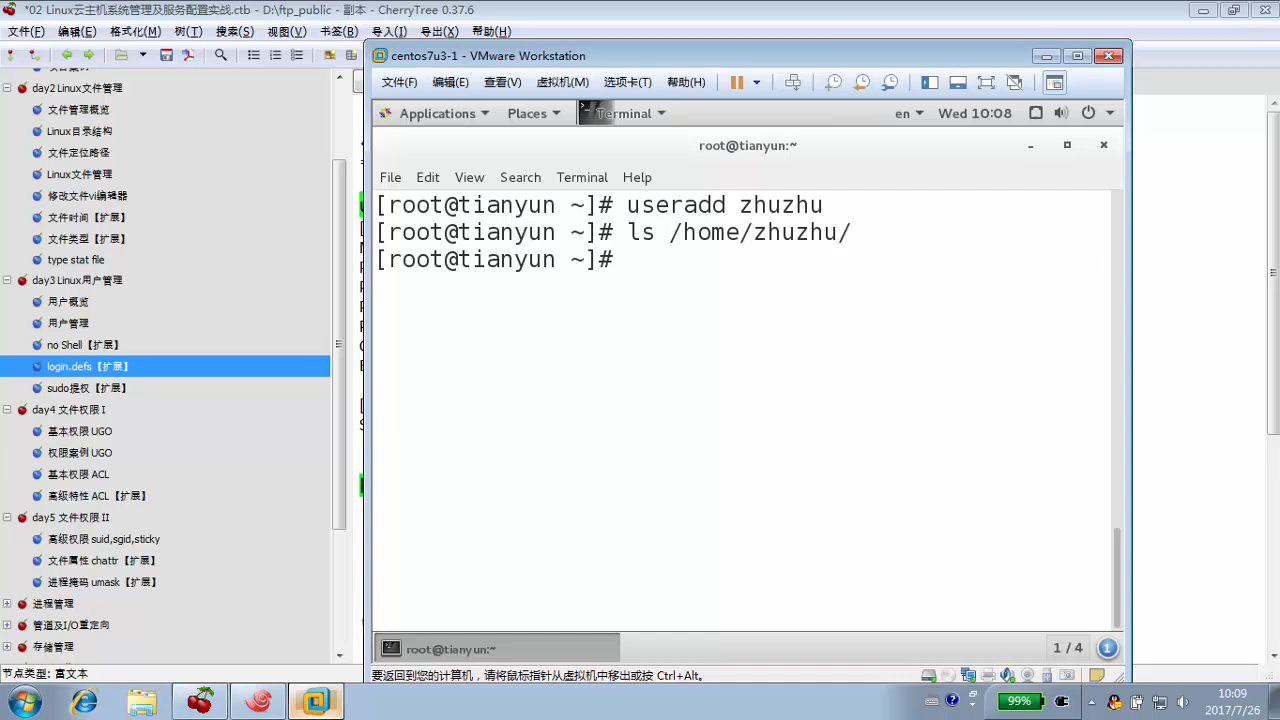 *02 Linux云主机系统管理及服务配置实战.ctb - D:\ftp_public - 副本 - CherryTree 0.37.6
文件(F) 编辑(E) 格式化(M) 树(T) 搜索(S) 视图(V) 书签(B) 导入(I) 导出(X) 帮助(H)
day2 Linux文件管理
文件管理概览
Linux目录结构
文件定位路径
Linux文件管理
修改文件vi编辑器
文件时间【扩展】
文件类型【扩展】
type stat file
day3 Linux用户管理
用户概览
用户管理
no Shell【扩展】
login.defs【扩展】
sudo提权【扩展】
day4 文件权限 I
基本权限 UGO
权限案例 UGO
基本权限 ACL
高级特性 ACL【扩展】
day5 文件权限 II
高级权限 suid,sgid,sticky
文件属性 chattr【扩展】
进程掩码 umask【扩展】
进程管理
管道及I/O重定向
存储管理
节点类型: 富文本
centos7u3-1 - VMware Workstation
文件(F) 编辑(E) 查看(V) 虚拟机(M) 选项卡(T) 帮助(H)
Applications Places Terminal en Wed 10:08
root@tianyun:~
File Edit View Search Terminal Help
[root@tianyun ~]# useradd zhuzhu
[root@tianyun ~]# ls /home/zhuzhu/
[root@tianyun ~]#
root@tianyun:~ 1 / 4 1
要返回到您的计算机，请将鼠标指针从虚拟机中移出或按 Ctrl+Alt。
99%
10:09
2017/7/26